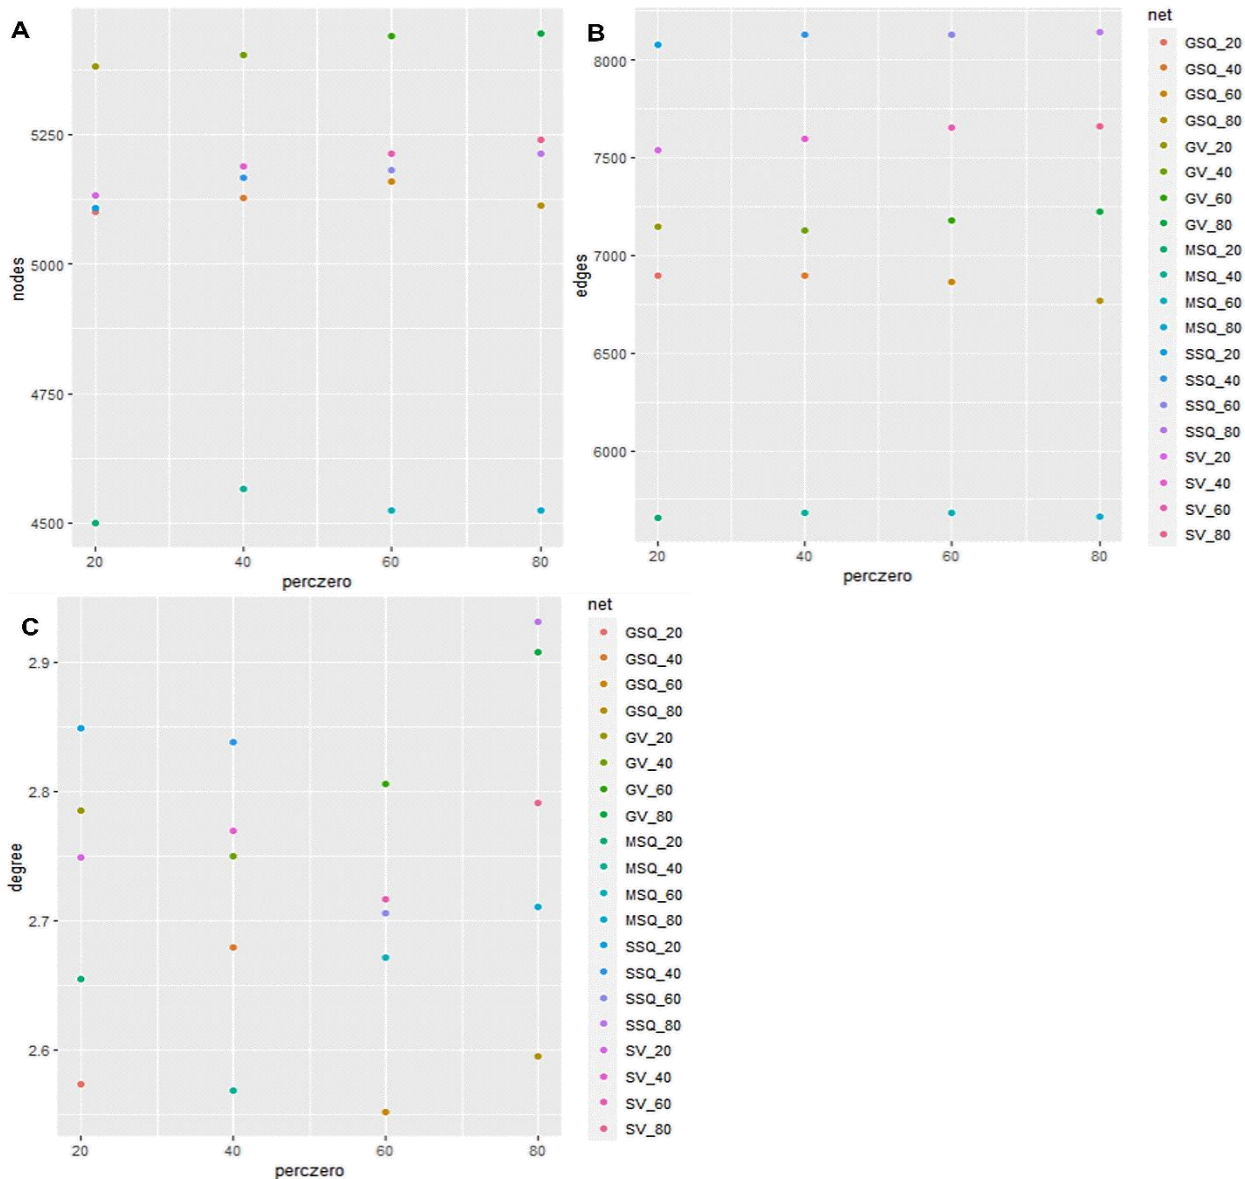 A
nodes
5250
5000
4750
4500
20 40 60 80
perczero
B
edges
8000
7500
7000
6500
6000
20 40 60 80
perczero
net
GSQ_20
GSQ_40
GSQ_60
GSQ_80
GV_20
GV_40
GV_60
GV_80
MSQ_20
MSQ_40
MSQ_60
MSQ_80
SSQ_20
SSQ_40
SSQ_60
SSQ_80
SV_20
SV_40
SV_60
SV_80
C
degree
2.9
2.8
2.7
2.6
20 40 60 80
perczero
net
GSQ_20
GSQ_40
GSQ_60
GSQ_80
GV_20
GV_40
GV_60
GV_80
MSQ_20
MSQ_40
MSQ_60
MSQ_80
SSQ_20
SSQ_40
SSQ_60
SSQ_80
SV_20
SV_40
SV_60
SV_80